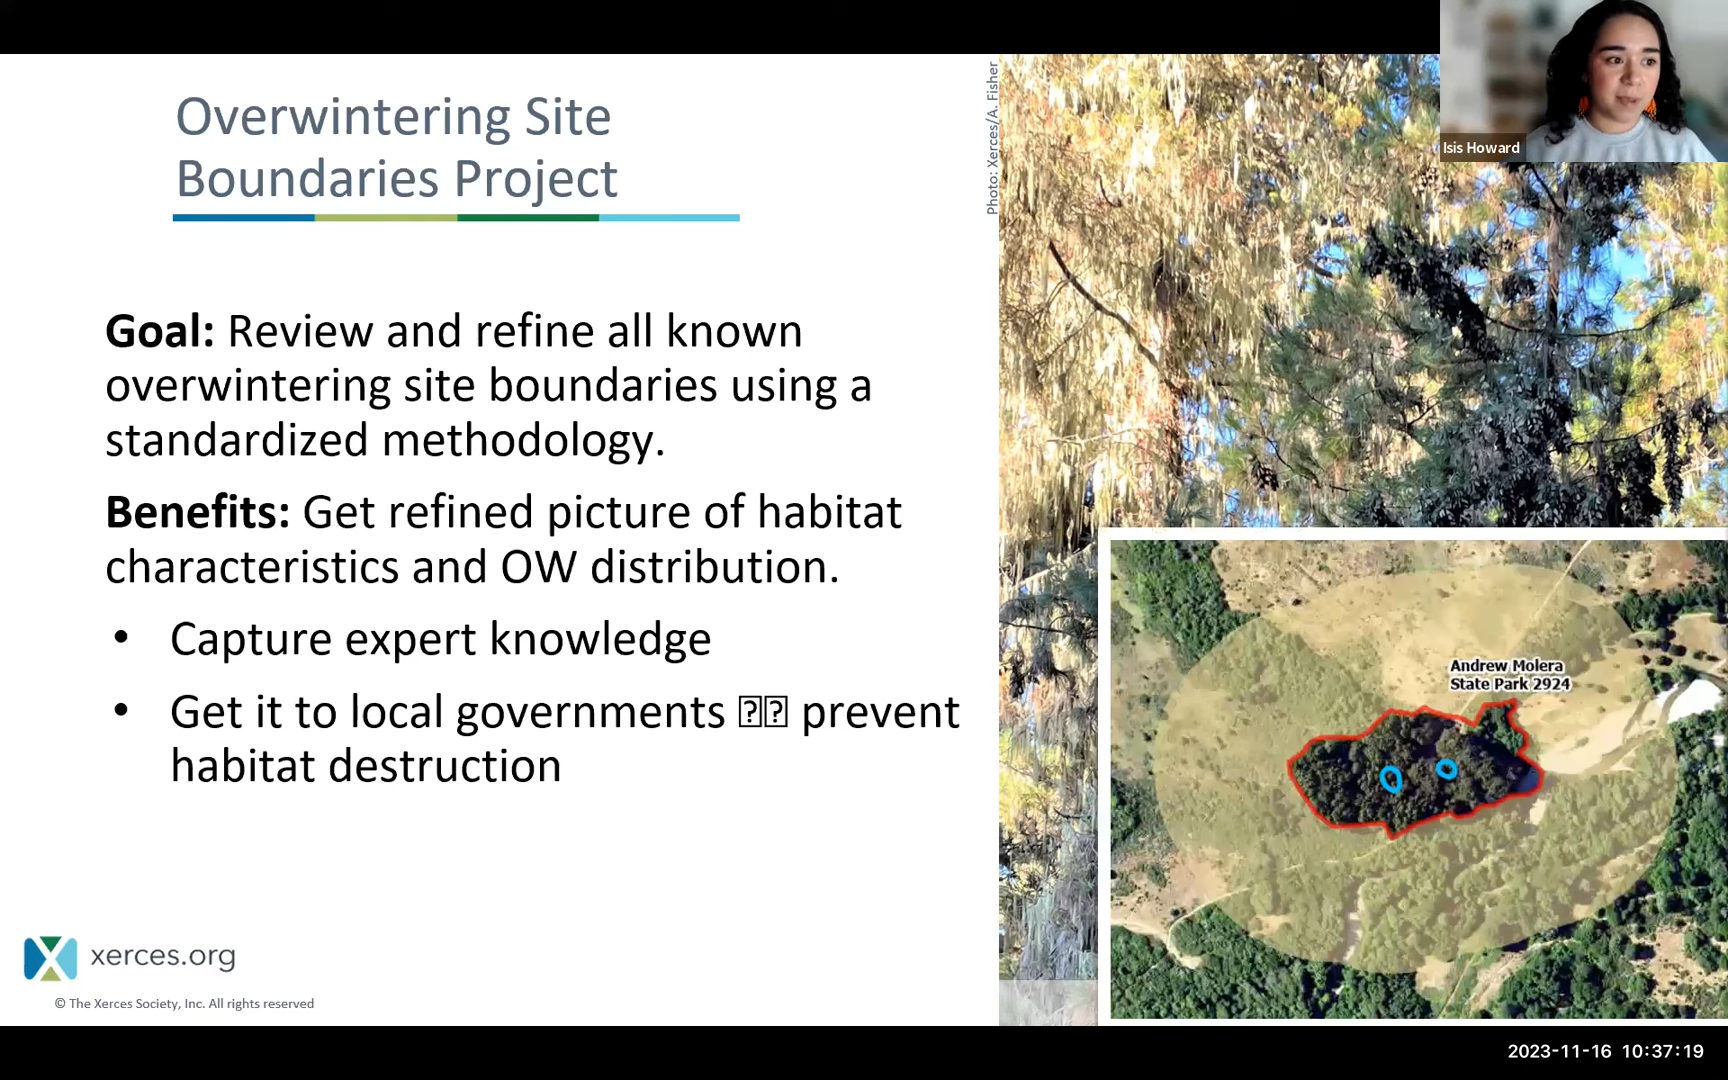 Overwintering Site
Boundaries Project
Goal: Review and refine all known
overwintering site boundaries using a
standardized methodology.
Benefits: Get refined picture of habitat
characteristics and OW distribution.
• Capture expert knowledge
• Get it to local governments ⍰⍰ prevent
habitat destruction
xerces.org
© The Xerces Society, Inc. All rights reserved
Photo: Xerces/A. Fisher
Isis Howard
Andrew Molera
State Park 2924
2023-11-16 10:37:19